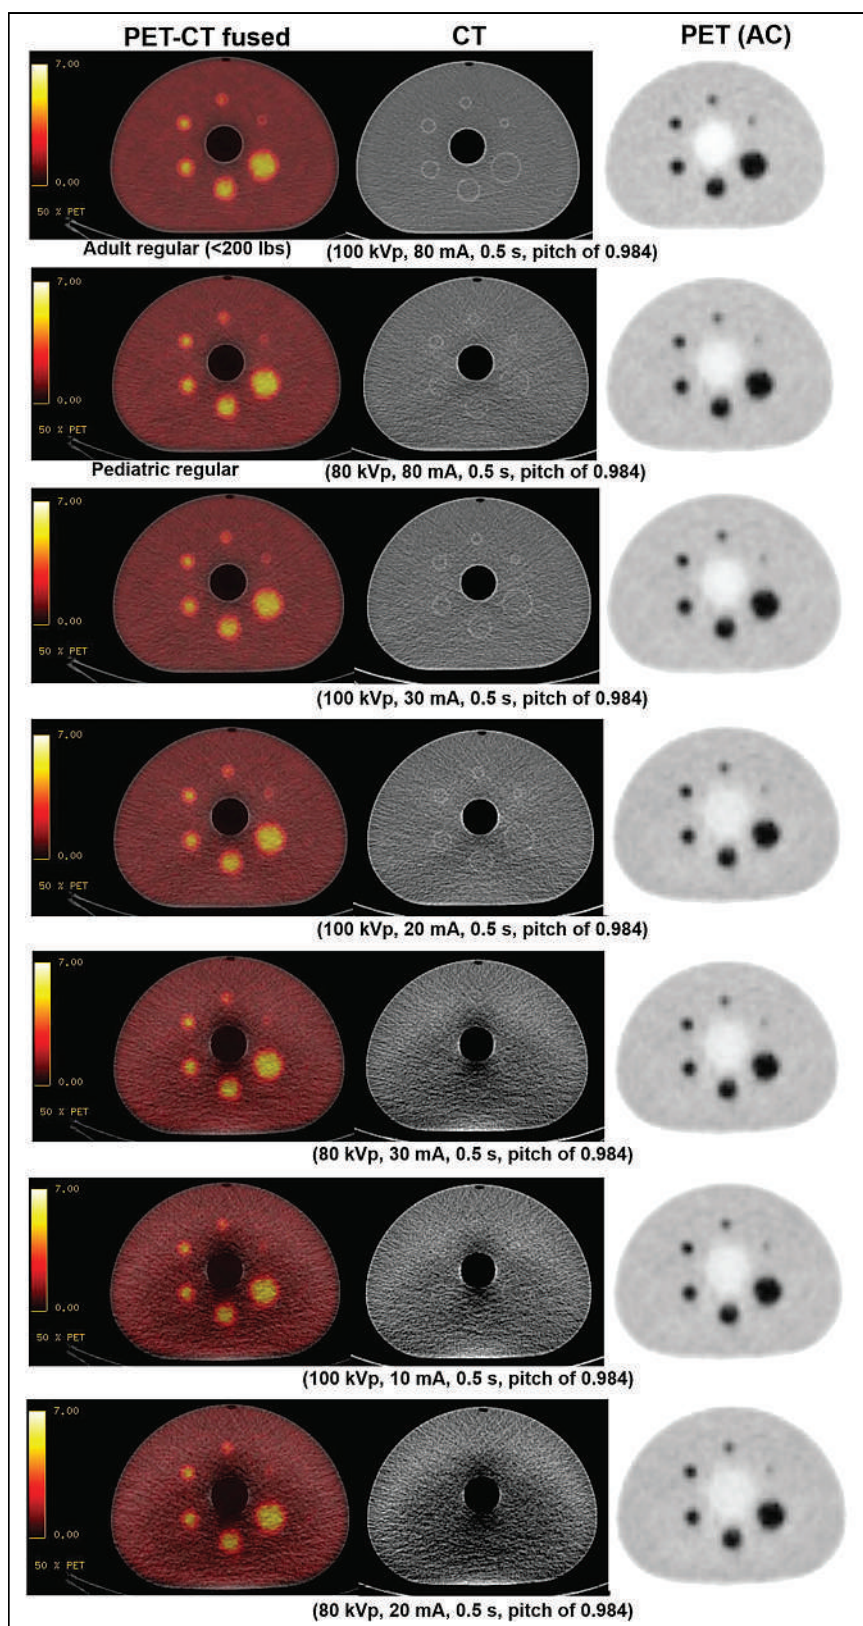 PET-CT fused CT PET (AC)
7.00
0.00
50 % PET
Adult regular (<200 lbs) (100 kVp, 80 mA, 0.5 s, pitch of 0.984)
7.00
0.00
50 % PET
Pediatric regular (80 kVp, 80 mA, 0.5 s, pitch of 0.984)
7.00
0.00
50 % PET
(100 kVp, 30 mA, 0.5 s, pitch of 0.984)
7.00
0.00
50 % PET
(100 kVp, 20 mA, 0.5 s, pitch of 0.984)
7.00
0.00
50 % PET
(80 kVp, 30 mA, 0.5 s, pitch of 0.984)
7.00
0.00
50 % PET
(100 kVp, 10 mA, 0.5 s, pitch of 0.984)
7.00
0.00
50 % PET
(80 kVp, 20 mA, 0.5 s, pitch of 0.984)